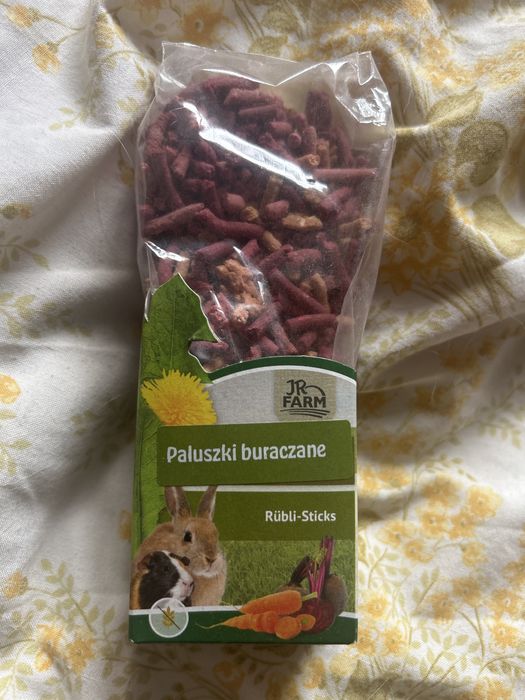 JR
FARM
Paluszki buraczane
Rübli-Sticks